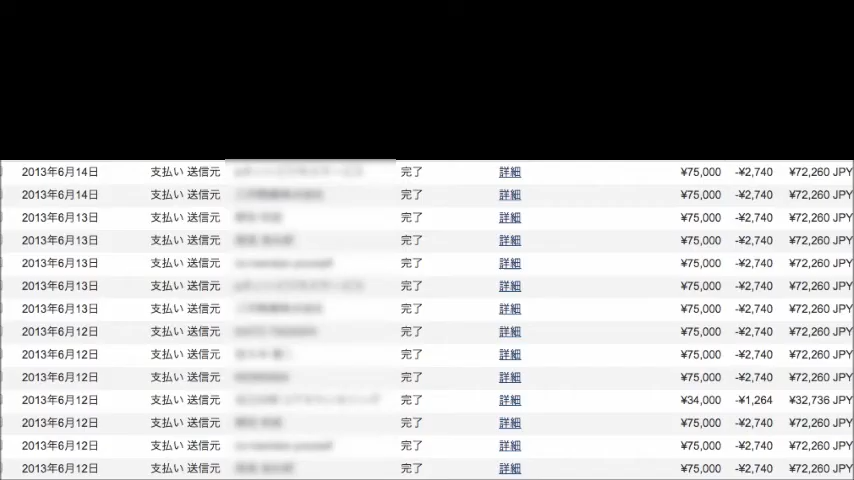 2013年6月14日 支払い 送信元 完了 詳細 ¥75,000 -¥2,740 ¥72,260 JPY
2013年6月14日 支払い 送信元 完了 詳細 ¥75,000 -¥2,740 ¥72,260 JPY
2013年6月13日 支払い 送信元 完了 詳細 ¥75,000 -¥2,740 ¥72,260 JPY
2013年6月13日 支払い 送信元 完了 詳細 ¥75,000 -¥2,740 ¥72,260 JPY
2013年6月13日 支払い 送信元 完了 詳細 ¥75,000 -¥2,740 ¥72,260 JPY
2013年6月13日 支払い 送信元 完了 詳細 ¥75,000 -¥2,740 ¥72,260 JPY
2013年6月13日 支払い 送信元 完了 詳細 ¥75,000 -¥2,740 ¥72,260 JPY
2013年6月12日 支払い 送信元 完了 詳細 ¥75,000 -¥2,740 ¥72,260 JPY
2013年6月12日 支払い 送信元 完了 詳細 ¥75,000 -¥2,740 ¥72,260 JPY
2013年6月12日 支払い 送信元 完了 詳細 ¥75,000 -¥2,740 ¥72,260 JPY
2013年6月12日 支払い 送信元 完了 詳細 ¥34,000 -¥1,264 ¥32,736 JPY
2013年6月12日 支払い 送信元 完了 詳細 ¥75,000 -¥2,740 ¥72,260 JPY
2013年6月12日 支払い 送信元 完了 詳細 ¥75,000 -¥2,740 ¥72,260 JPY
2013年6月12日 支払い 送信元 完了 詳細 ¥75,000 -¥2,740 ¥72,260 JPY